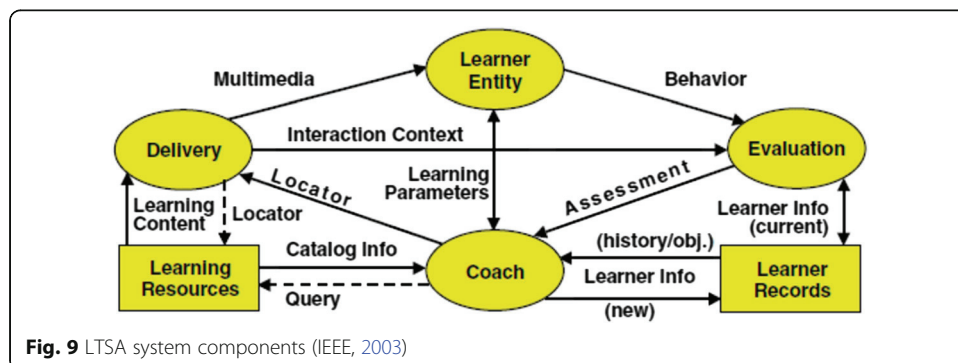 Learner
Entity
Multimedia
Behavior
Interaction Context
Delivery
Evaluation
Learning
Parameters
Locator
Assessment
Learning
Content
Locator
Learner Info
(current)
Catalog Info
(history/obj.)
Learning
Resources
Coach
Learner Info
Learner
Records
Query
(new)
Fig. 9 LTSA system components (IEEE, 2003)